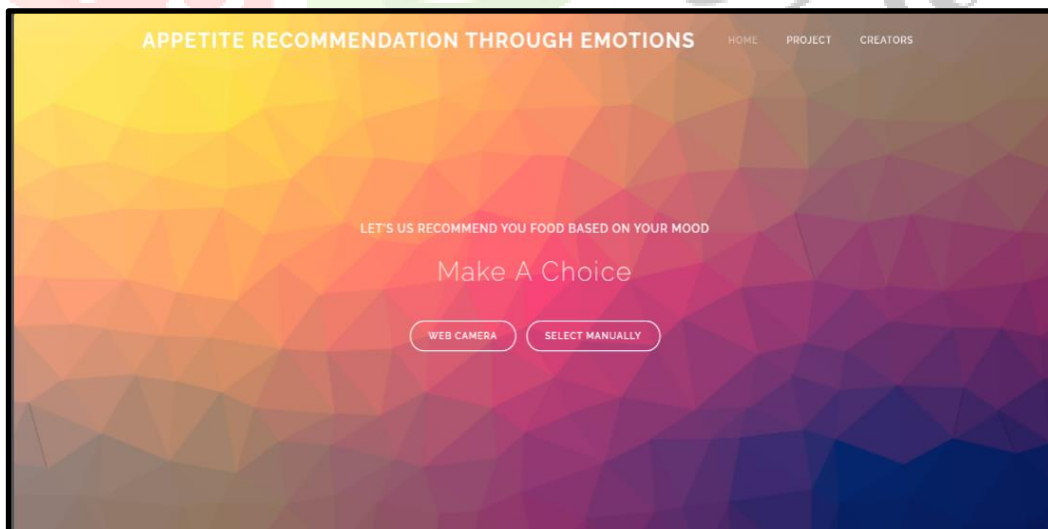 APPETITE RECOMMENDATION THROUGH EMOTIONS HOME PROJECT CREATORS
LET'S US RECOMMEND YOU FOOD BASED ON YOUR MOOD
Make A Choice
WEB CAMERA SELECT MANUALLY